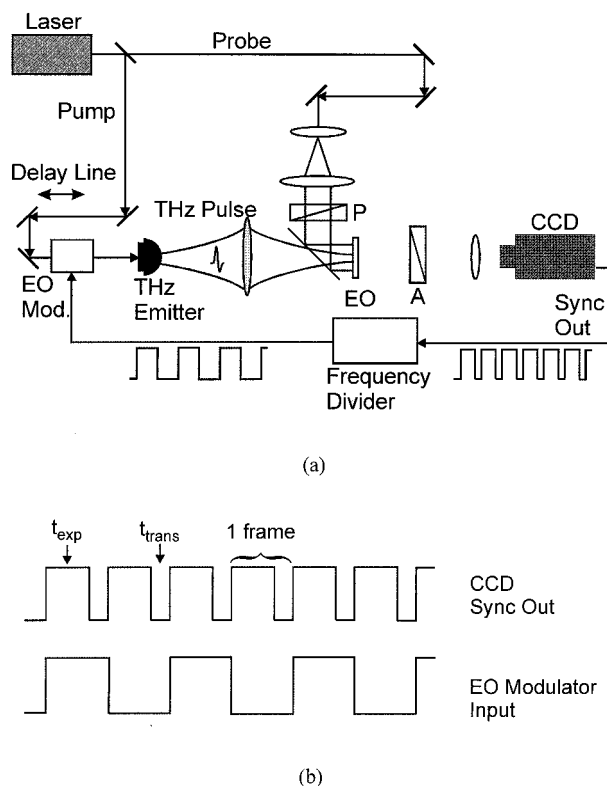 Laser
Probe
Pump
Delay Line
THz Pulse
P
CCD
EO
Mod.
THz
Emitter
EO
A
Sync
Out
Frequency
Divider
(a)
t_exp
t_trans
1 frame
CCD
Sync Out
EO Modulator
Input
(b)